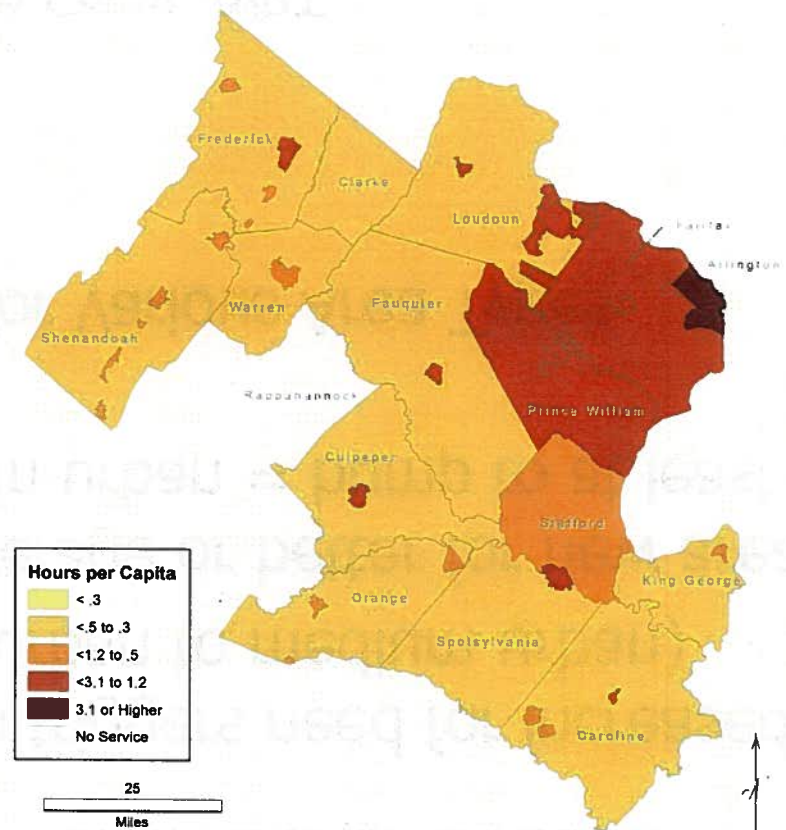 Frederick
Clarke
Loudoun
Fairfax
Arlington
Warren
Fauquier
Shenandoah
Rappahannock
Prince William
Culpeper
Stafford
King George
Orange
Spotsylvania
Caroline
Hours per Capita
< .3
<.5 to .3
<1.2 to .5
<3.1 to 1.2
3.1 or Higher
No Service
25
Miles